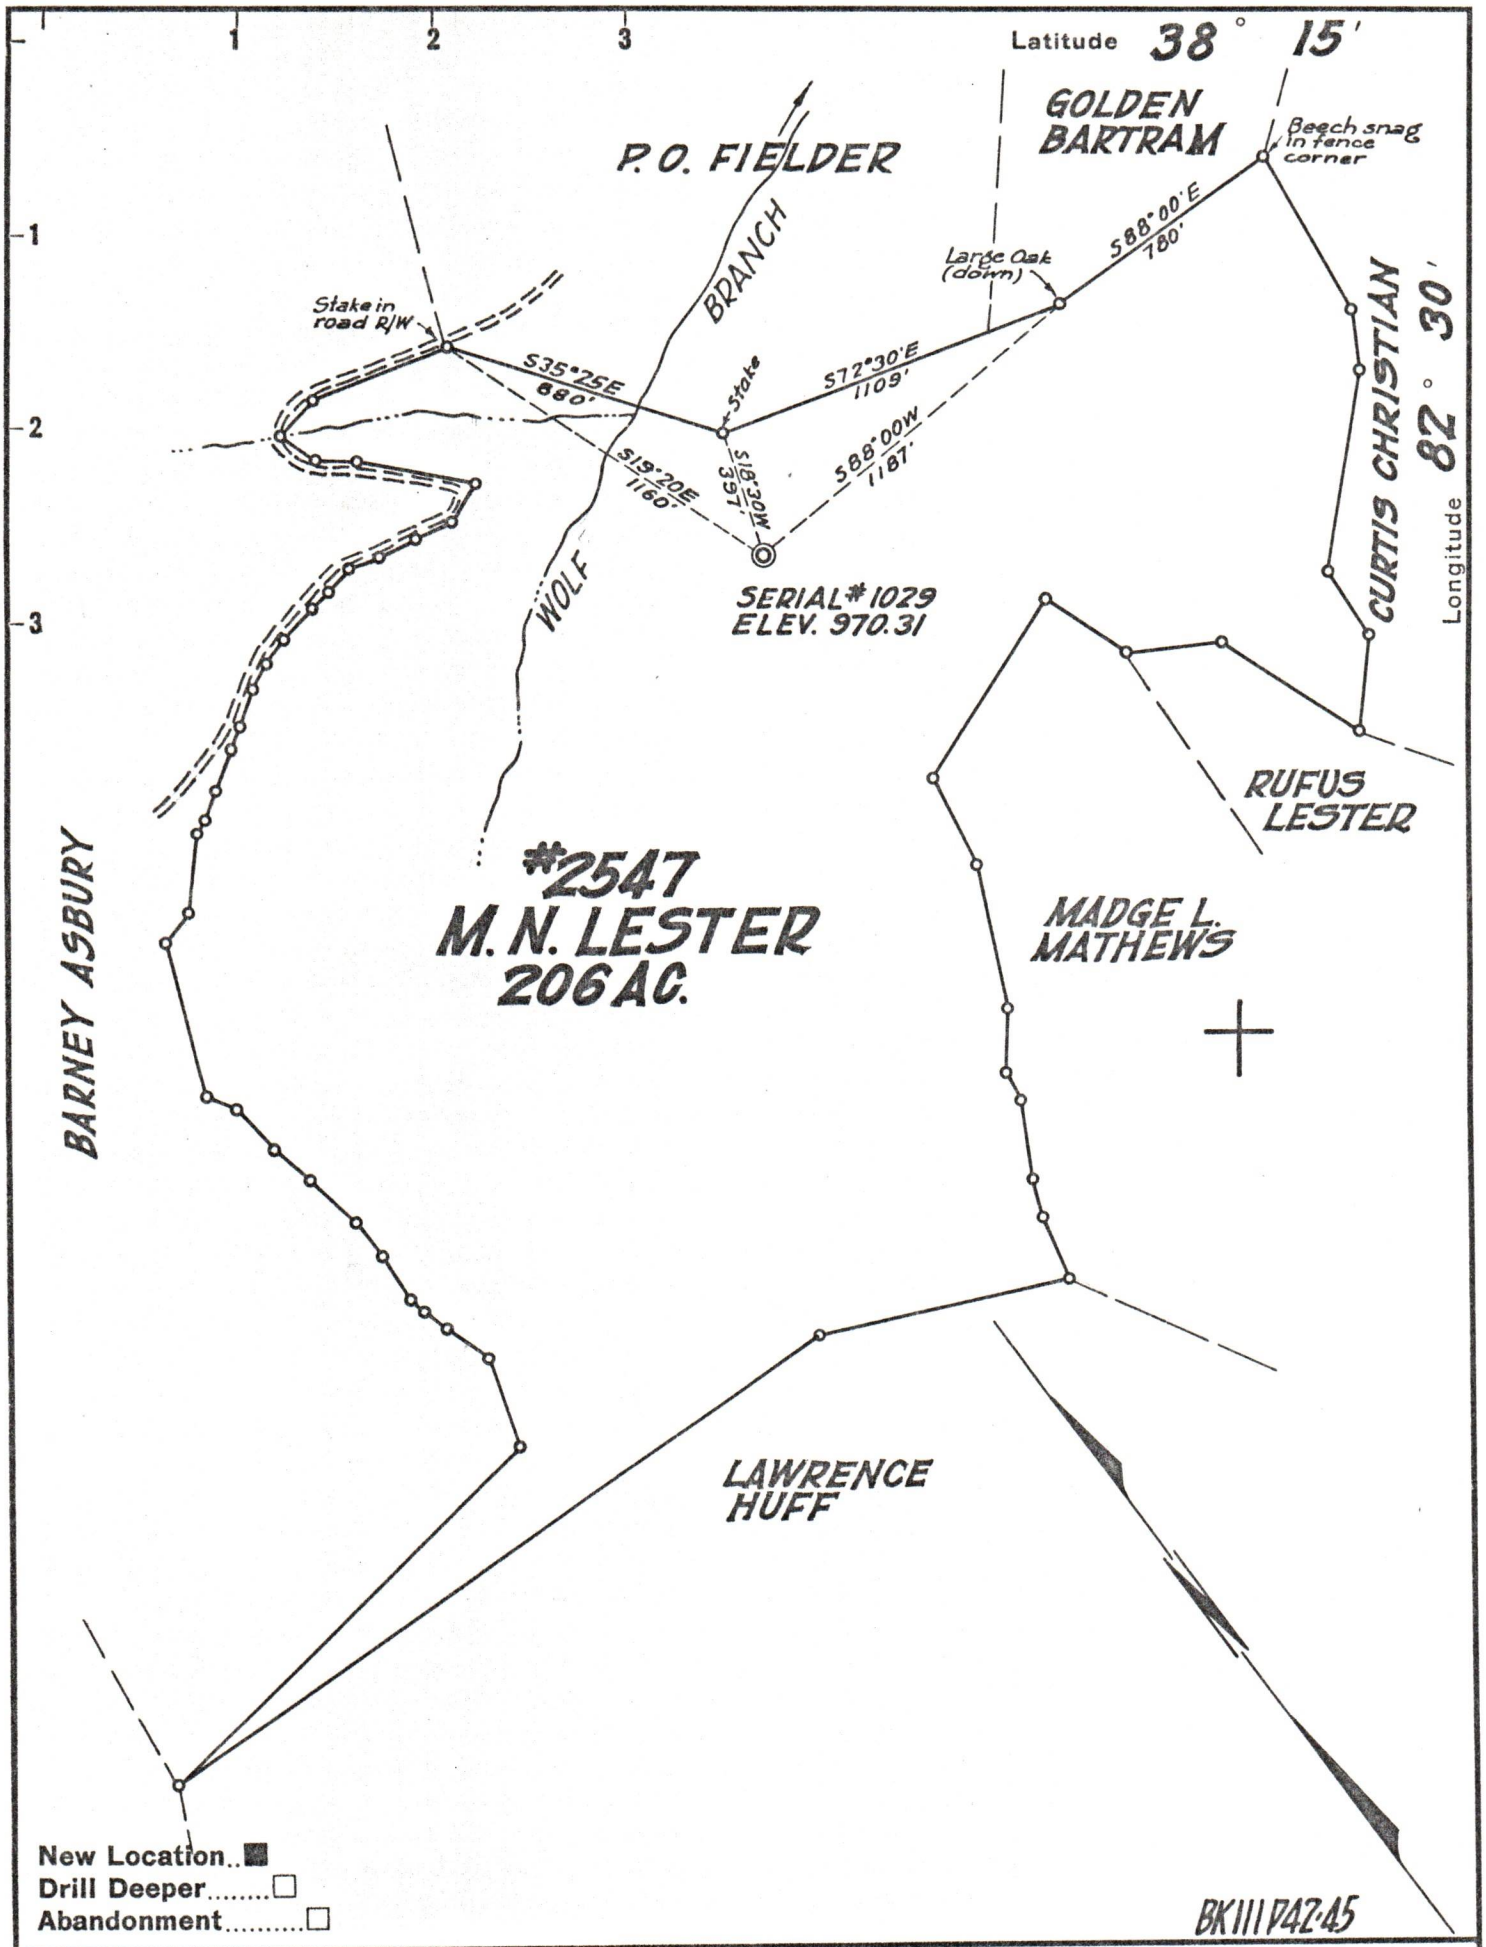 1 2 3
Latitude 38° 15'
GOLDEN
BARTRAM
Beech snag
in fence
corner
P.O. FIELDER
S88°00'E
780'
1
BRANCH
Large Oak
(down)
Stake in
road R/W
CURTIS CHRISTIAN
Longitude 82° 30'
S35°25E
880'
Stake
S72°30'E
1109'
2
S19°20E
1160'
S18°30W
397'
S88°00W
1187'
WOLF
SERIAL #1029
ELEV. 970.31
3
RUFUS
LESTER
#2547
M. N. LESTER
206 AC.
BARNEY ASBURY
MADGE L.
MATHEWS
LAWRENCE
HUFF
New Location..
Drill Deeper........
Abandonment..........
BK111P42-45